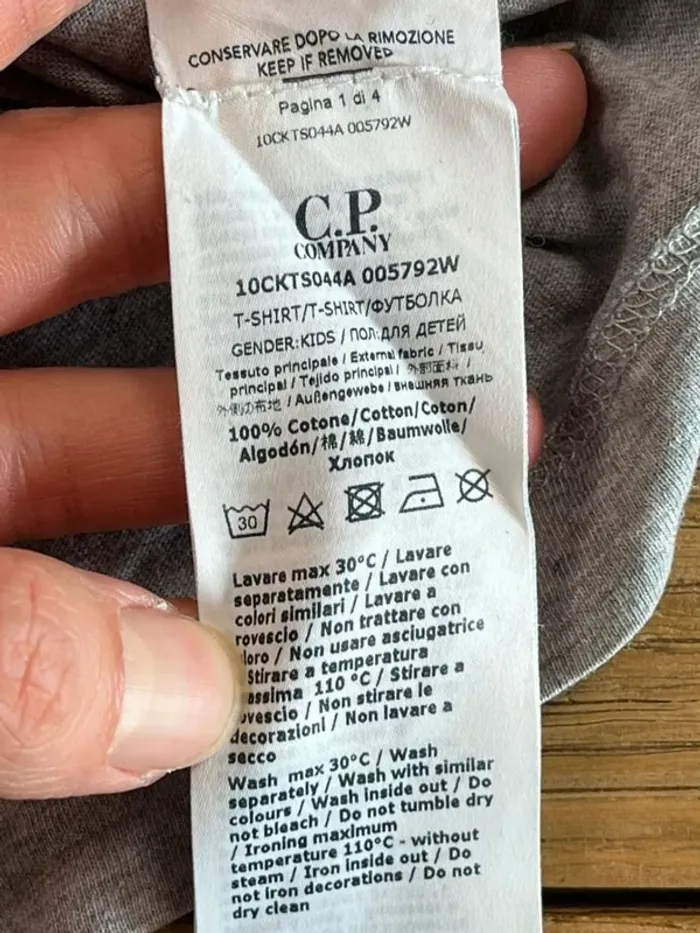 CONSERVARE DOPO LA RIMOZIONE
KEEP IF REMOVED
Pagina 1 di 4
10CKTS044A 005792W
C.P.
COMPANY
10CKTS044A 005792W
T-SHIRT/T-SHIRT/ФУТБОЛКА
GENDER:KIDS / ПОЛ:ДЛЯ ДЕТЕЙ
Tessuto principale / External fabric / Tissu
principal / Tejido principal / 外部面料 /
外側の布地 / Außengewebe / внешняя ткань
100% Cotone/Cotton/Coton/
Algodón/棉/綿/Baumwolle/
Хлопок
30
Lavare max 30°C / Lavare
separatamente / Lavare con
colori similari / Lavare a
rovescio / Non trattare con
loro / Non usare asciugatrice
Stirare a temperatura
assima 110 °C / Stirare a
ovescio / Non stirare le
decorazioni / Non lavare a
secco
Wash max 30°C / Wash
separately / Wash with similar
colours / Wash inside out / Do
not bleach / Do not tumble dry
/ Ironing maximum
temperature 110°C - without
steam / Iron inside out / Do
not iron decorations / Do not
dry clean